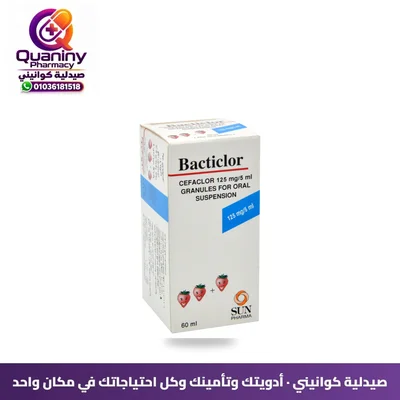 Quaniny
Pharmacy
صيدلية كوانيني
01036181518
Bacticlor
CEFACLOR 125 mg/5 ml
GRANULES FOR ORAL
SUSPENSION
125 mg/5 ml
60 ml
SUN
PHARMA
صيدلية كوانيني - أدويتك وتأمينك وكل احتياجاتك في مكان واحد